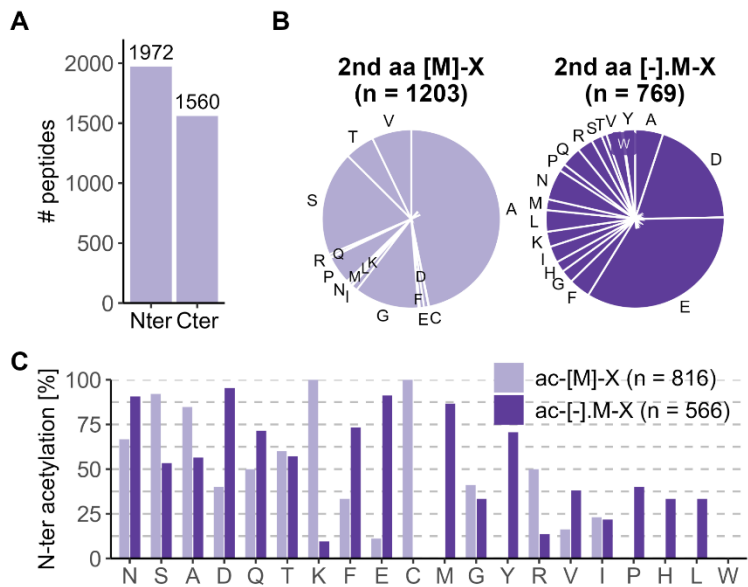 A
# peptides
2000
1500
1000
500
0
1972
1560
Nter Cter
B
2nd aa [M]-X
(n = 1203)
A
C
E
F
D
G
I
N
M
L
K
P
R
Q
S
T
V
2nd aa [-].M-X
(n = 769)
A
D
E
F
G
H
I
K
L
M
N
P
Q
R
S
T
V
W
Y
C
N-ter acetylation [%]
100
75
50
25
0
ac-[M]-X (n = 816)
ac-[-].M-X (n = 566)
N S A D Q T K F E C M G Y R V I P H L W